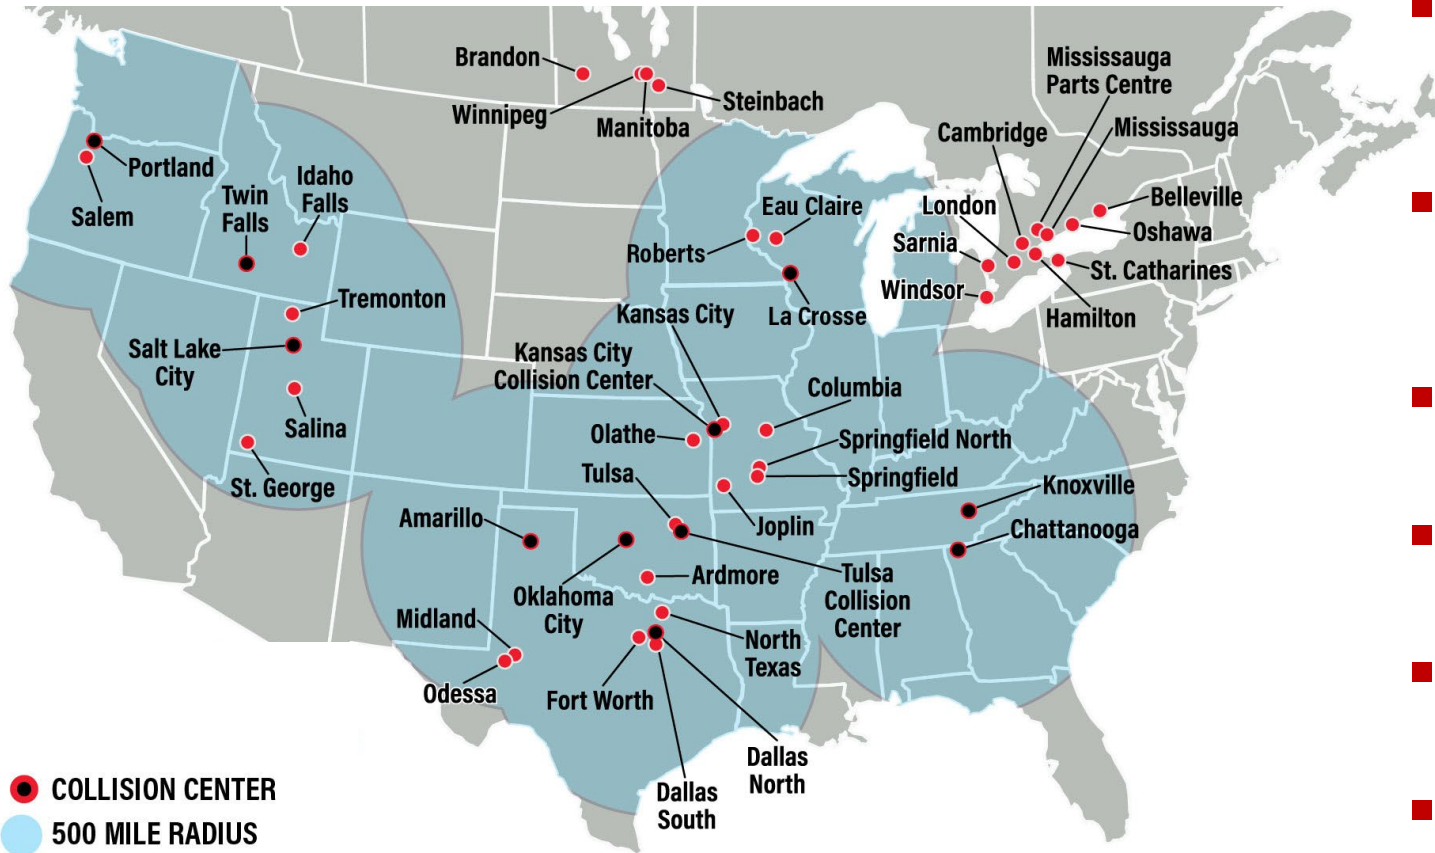 Brandon
Mississauga
Parts Centre
Winnipeg
Manitoba
Steinbach
Cambridge
Mississauga
Portland
Salem
Twin
Falls
Idaho
Falls
Eau Claire
Roberts
London
Belleville
Sarnia
Oshawa
St. Catharines
Windsor
Hamilton
La Crosse
Tremonton
Salt Lake
City
Salina
St. George
Kansas City
Kansas City
Collision Center
Columbia
Olathe
Springfield North
Springfield
Tulsa
Joplin
Knoxville
Chattanooga
Amarillo
Oklahoma
City
Ardmore
Tulsa
Collision
Center
Midland
Odessa
Fort Worth
North
Texas
Dallas
North
Dallas
South
COLLISION CENTER
500 MILE RADIUS